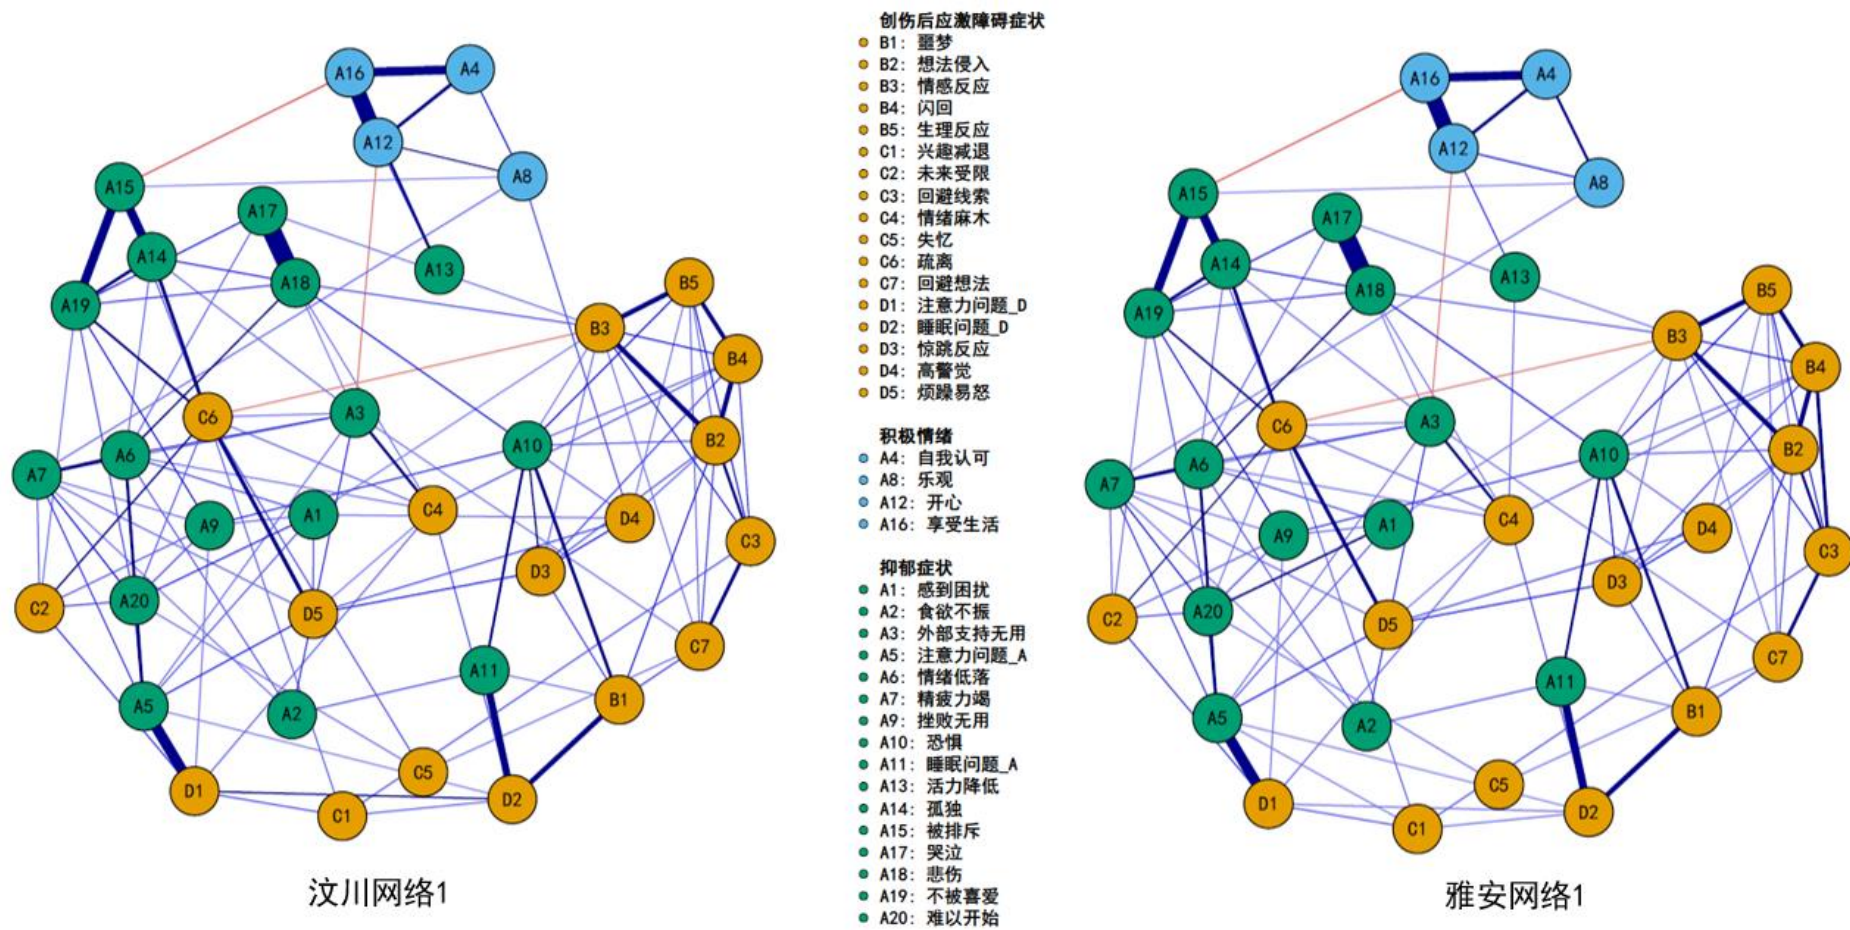 A16
A4
A12
A8
A15
A17
A14
A13
A18
A19
B5
B3
B4
C6
A3
A10
B2
A6
A7
A9
A1
C4
D4
C3
D3
C2
A20
D5
C7
A11
A5
A2
B1
C5
D1
D2
C1
汶川网络1
创伤后应激障碍症状
B1: 噩梦
B2: 想法侵入
B3: 情感反应
B4: 闪回
B5: 生理反应
C1: 兴趣减退
C2: 未来受限
C3: 回避线索
C4: 情绪麻木
C5: 失忆
C6: 疏离
C7: 回避想法
D1: 注意力问题_D
D2: 睡眠问题_D
D3: 惊跳反应
D4: 高警觉
D5: 烦躁易怒
积极情绪
A4: 自我认可
A8: 乐观
A12: 开心
A16: 享受生活
抑郁症状
A1: 感到困扰
A2: 食欲不振
A3: 外部支持无用
A5: 注意力问题_A
A6: 情绪低落
A7: 精疲力竭
A9: 挫败无用
A10: 恐惧
A11: 睡眠问题_A
A13: 活力降低
A14: 孤独
A15: 被排斥
A17: 哭泣
A18: 悲伤
A19: 不被喜爱
A20: 难以开始
A16
A4
A12
A8
A15
A17
A14
A13
A18
A19
B5
B3
B4
C6
A3
A10
B2
A6
A7
A9
A1
C4
D4
C3
D3
C2
A20
D5
C7
A11
A5
A2
B1
C5
D1
D2
C1
雅安网络1